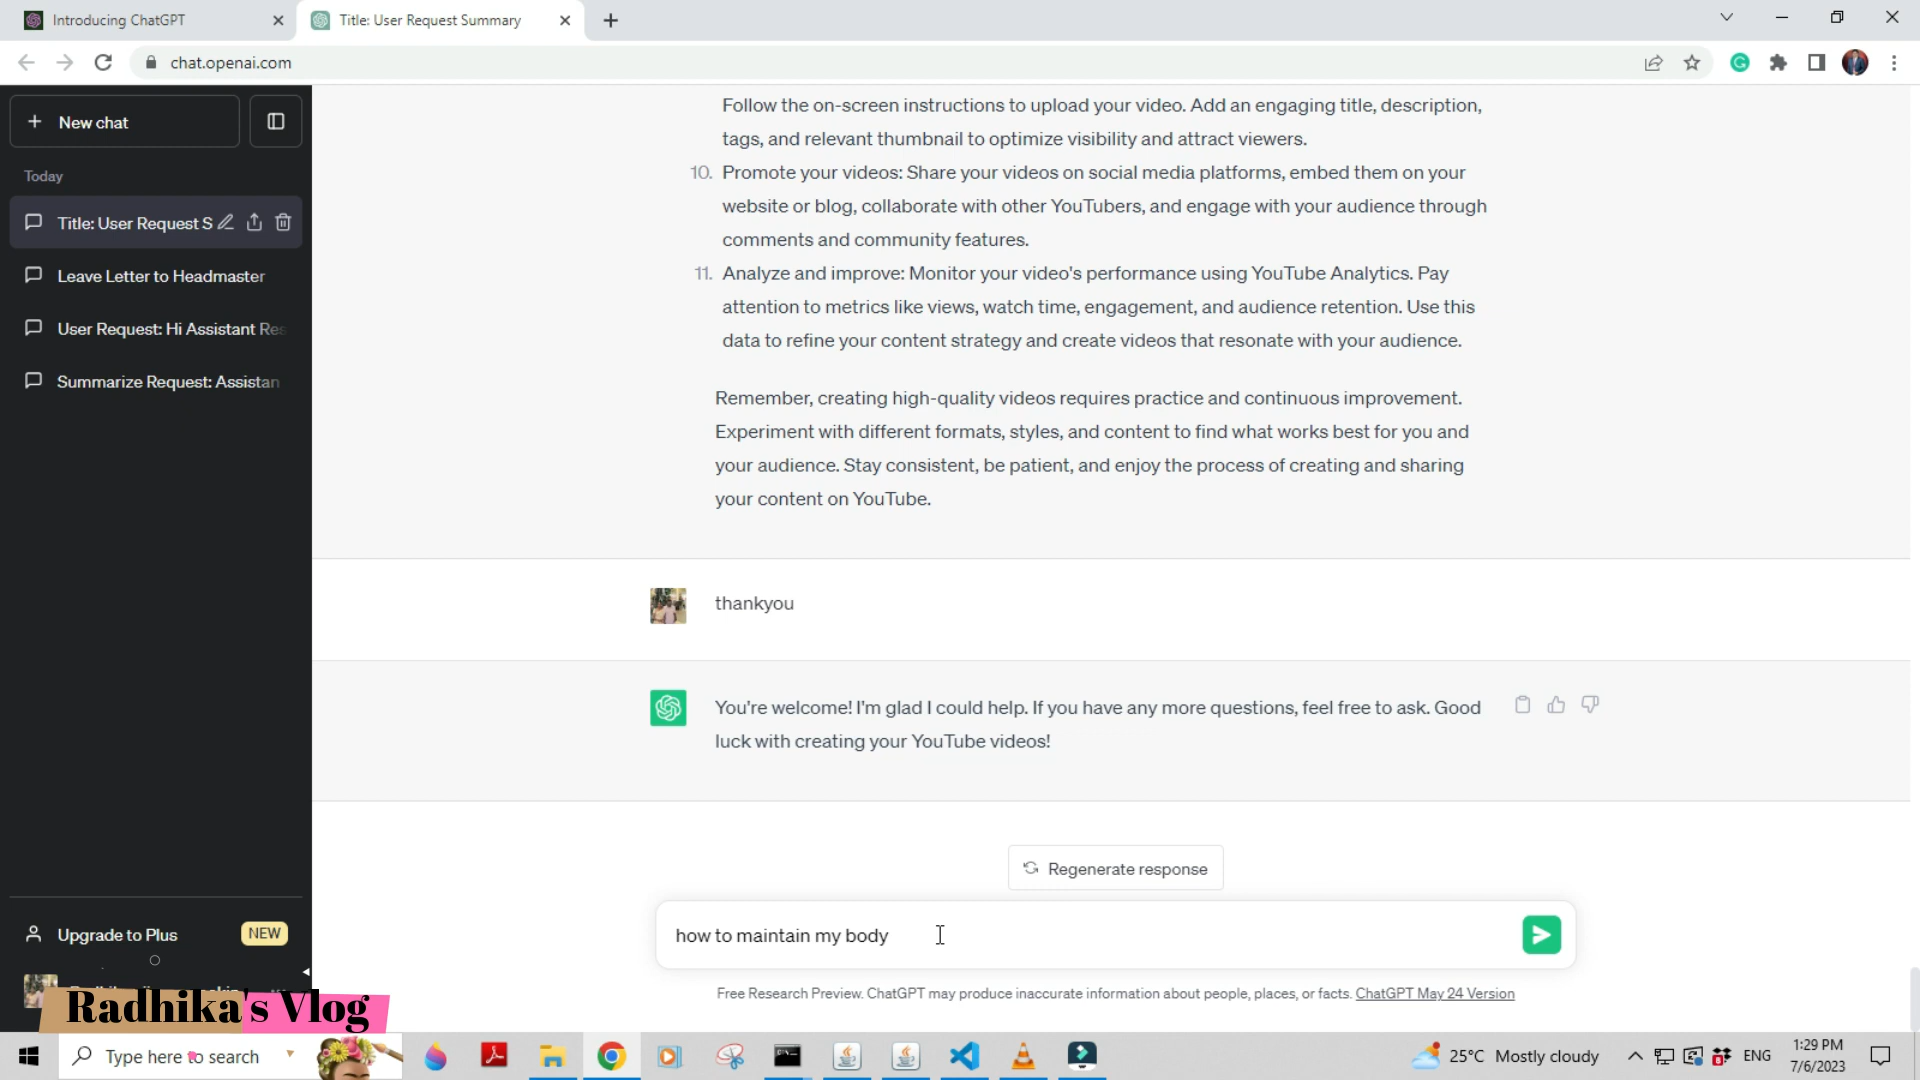 Introducing ChatGPT
Title: User Request Summary
chat.openai.com
New chat
Today
Title: User Request S
Leave Letter to Headmaster
User Request: Hi Assistant Res
Summarize Request: Assistan
Follow the on-screen instructions to upload your video. Add an engaging title, description,
tags, and relevant thumbnail to optimize visibility and attract viewers.
10. Promote your videos: Share your videos on social media platforms, embed them on your
website or blog, collaborate with other YouTubers, and engage with your audience through
comments and community features.
11. Analyze and improve: Monitor your video's performance using YouTube Analytics. Pay
attention to metrics like views, watch time, engagement, and audience retention. Use this
data to refine your content strategy and create videos that resonate with your audience.
Remember, creating high-quality videos requires practice and continuous improvement.
Experiment with different formats, styles, and content to find what works best for you and
your audience. Stay consistent, be patient, and enjoy the process of creating and sharing
your content on YouTube.
thankyou
You're welcome! I'm glad I could help. If you have any more questions, feel free to ask. Good
luck with creating your YouTube videos!
Regenerate response
how to maintain my body
Free Research Preview. ChatGPT may produce inaccurate information about people, places, or facts. ChatGPT May 24 Version
Upgrade to Plus
NEW
Radhika's Vlog
Type here to search
25°C Mostly cloudy
ENG
1:29 PM
7/6/2023